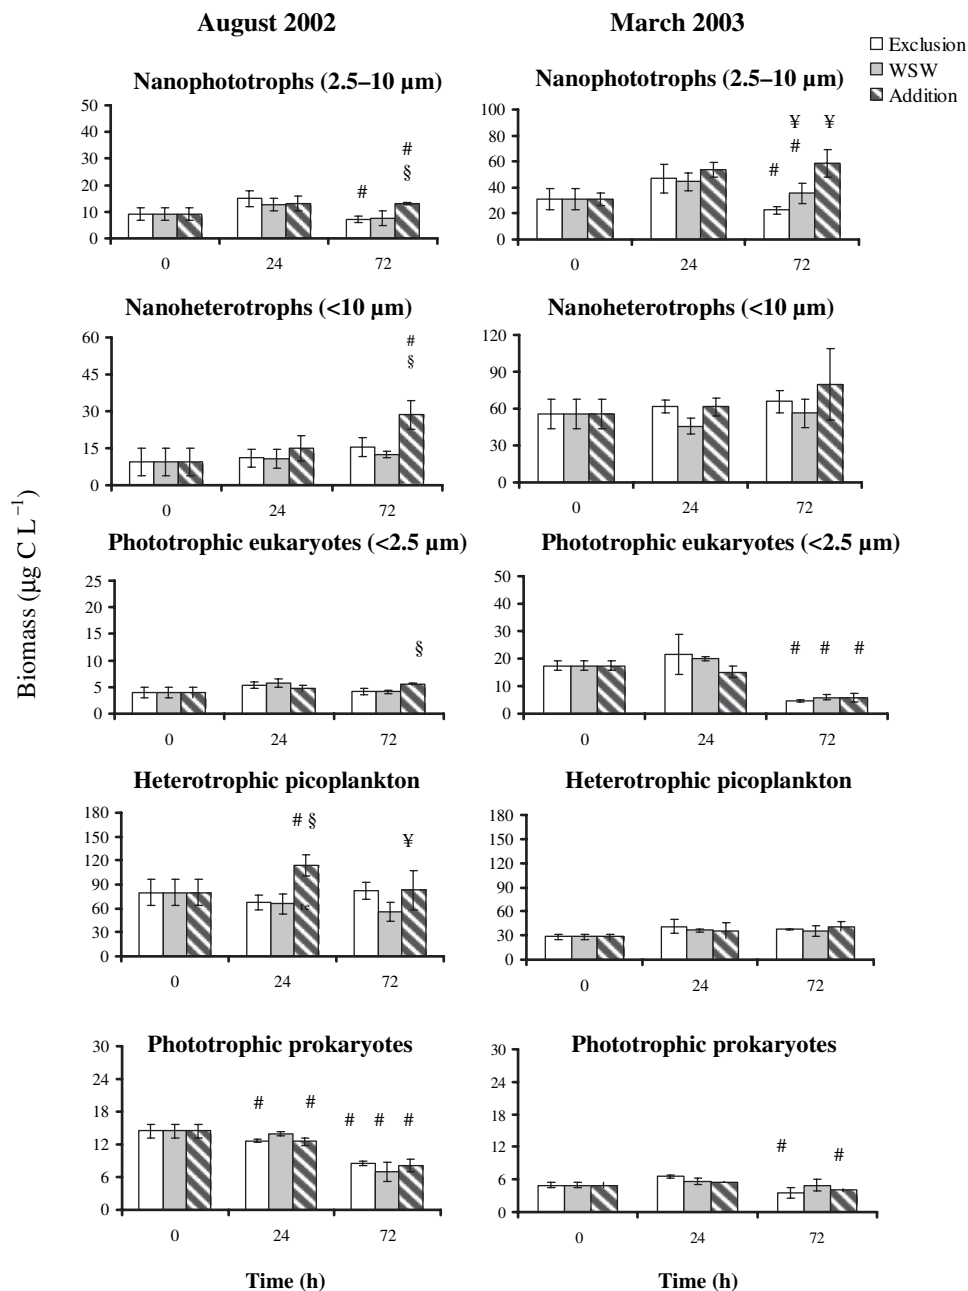 August 2002
March 2003
Exclusion
WSW
Addition
Biomass (µg C L⁻¹)
Nanophototrophs (2.5–10 µm)
50
40
30
20
10
0
#
#
§
0 24 72
Nanophototrophs (2.5–10 µm)
100
80
60
40
20
0
#
¥
#
¥
0 24 72
Nanoheterotrophs (<10 µm)
60
45
30
15
0
#
§
0 24 72
Nanoheterotrophs (<10 µm)
120
90
60
30
0
0 24 72
Phototrophic eukaryotes (<2.5 µm)
25
20
15
10
5
0
§
0 24 72
Phototrophic eukaryotes (<2.5 µm)
50
40
30
20
10
0
# # #
0 24 72
Heterotrophic picoplankton
180
150
120
90
60
30
0
# §
¥
0 24 72
Heterotrophic picoplankton
180
150
120
90
60
30
0
0 24 72
Phototrophic prokaryotes
30
24
18
12
6
0
# # # # #
0 24 72
Time (h)
Phototrophic prokaryotes
30
24
18
12
6
0
# #
0 24 72
Time (h)